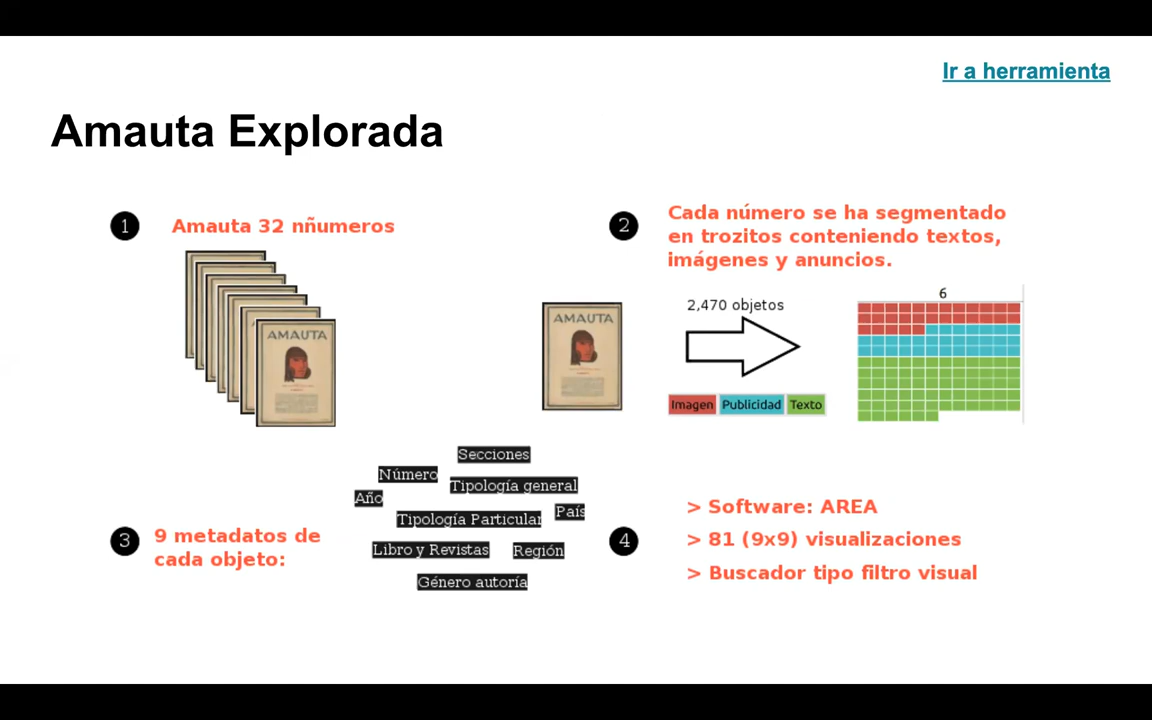 Ir a herramienta
Amauta Explorada
1
Amauta 32 nñumeros
AMAUTA
2
Cada número se ha segmentado
en trozitos conteniendo textos,
imágenes y anuncios.
AMAUTA
2,470 objetos
Imagen Publicidad Texto
6
3
9 metadatos de
cada objeto:
Secciones
Número
Tipología general
Año
País
Tipología Particular
Libro y Revistas
Región
Género autoría
4
> Software: AREA
> 81 (9x9) visualizaciones
> Buscador tipo filtro visual